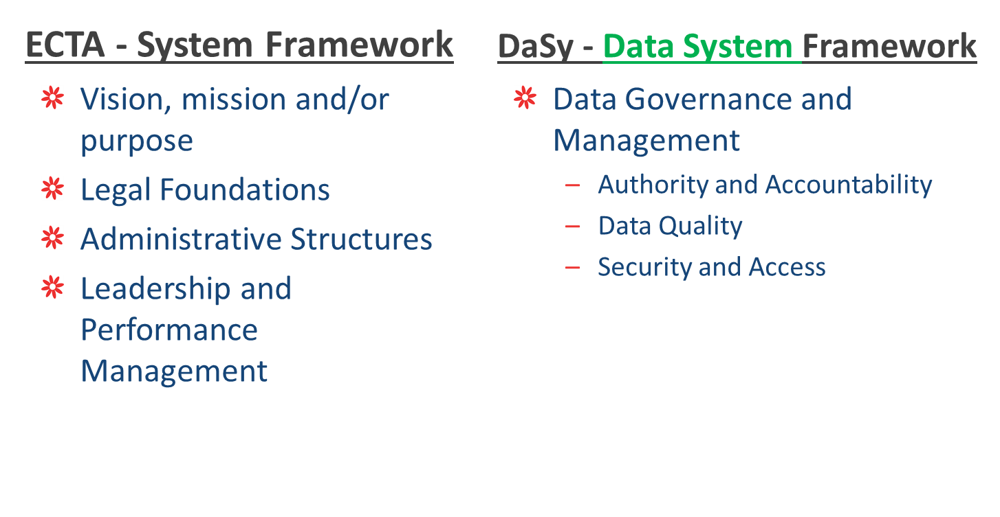 ECTA - System Framework
Vision, mission and/or
purpose
Legal Foundations
Administrative Structures
Leadership and
Performance
Management
DaSy - Data System Framework
Data Governance and
Management
– Authority and Accountability
– Data Quality
– Security and Access